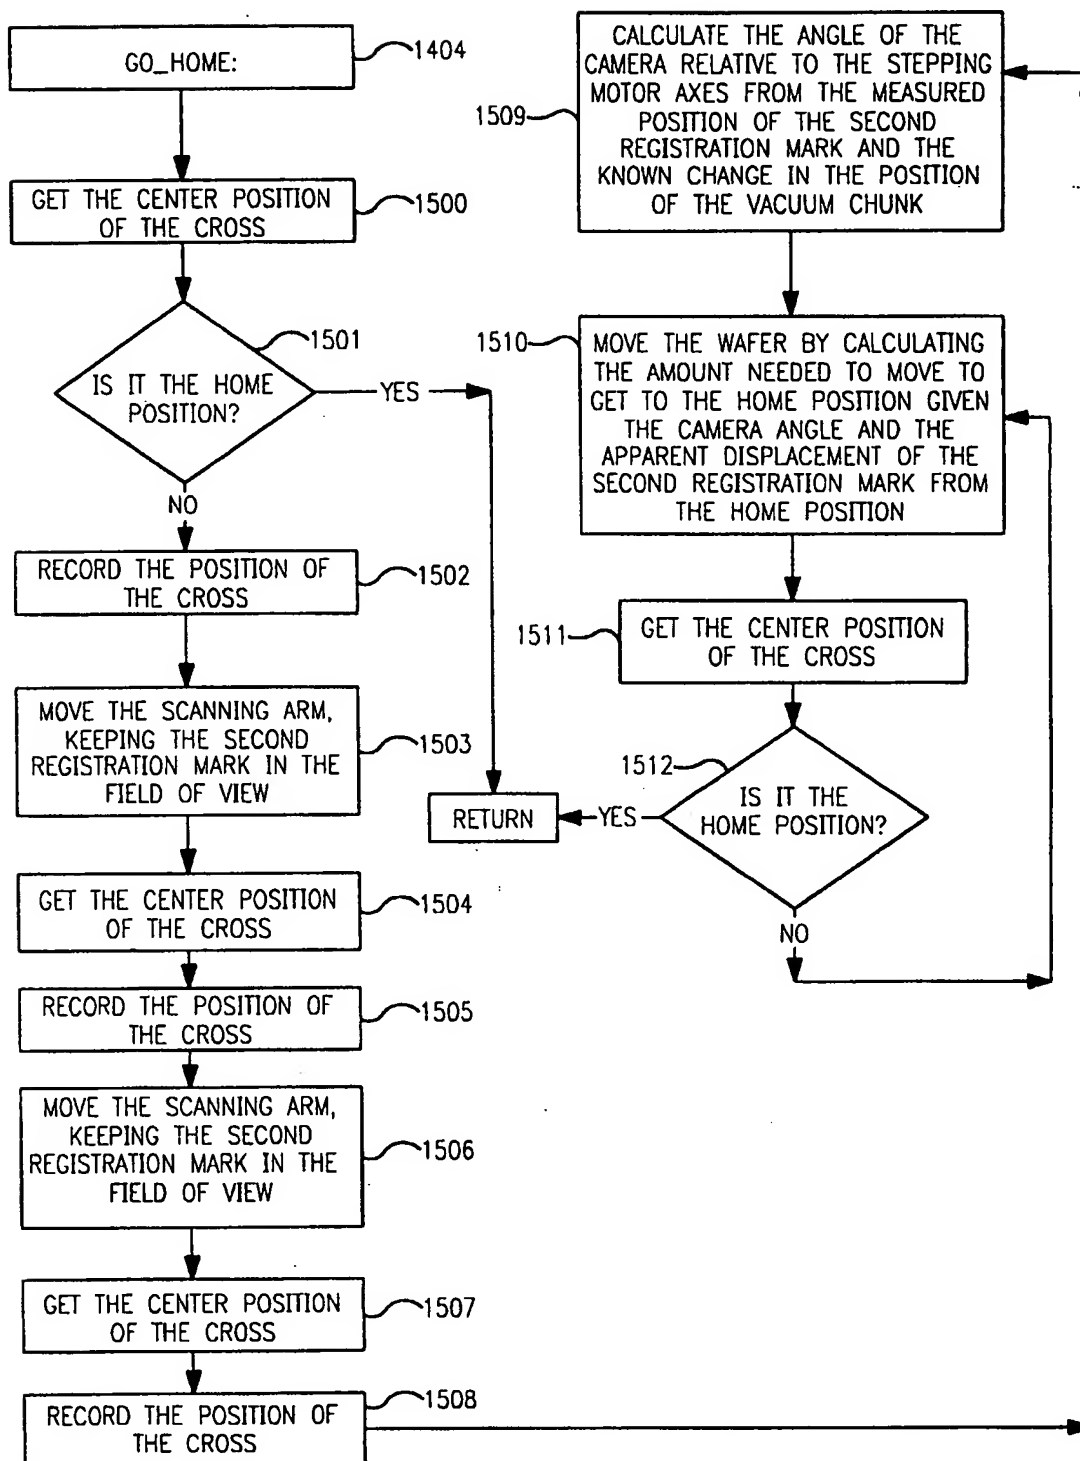 GO_HOME:
1404
GET THE CENTER POSITION
OF THE CROSS
1500
IS IT THE HOME
POSITION?
1501
YES
NO
RECORD THE POSITION OF
THE CROSS
1502
MOVE THE SCANNING ARM,
KEEPING THE SECOND
REGISTRATION MARK IN THE
FIELD OF VIEW
1503
GET THE CENTER POSITION
OF THE CROSS
1504
RECORD THE POSITION OF
THE CROSS
1505
MOVE THE SCANNING ARM,
KEEPING THE SECOND
REGISTRATION MARK IN THE
FIELD OF VIEW
1506
GET THE CENTER POSITION
OF THE CROSS
1507
RECORD THE POSITION OF
THE CROSS
1508
CALCULATE THE ANGLE OF THE
CAMERA RELATIVE TO THE STEPPING
MOTOR AXES FROM THE MEASURED
POSITION OF THE SECOND
REGISTRATION MARK AND THE
KNOWN CHANGE IN THE POSITION
OF THE VACUUM CHUNK
1509
MOVE THE WAFER BY CALCULATING
THE AMOUNT NEEDED TO MOVE TO
GET TO THE HOME POSITION GIVEN
THE CAMERA ANGLE AND THE
APPARENT DISPLACEMENT OF THE
SECOND REGISTRATION MARK FROM
THE HOME POSITION
1510
GET THE CENTER POSITION
OF THE CROSS
1511
IS IT THE
HOME POSITION?
1512
YES
RETURN
NO